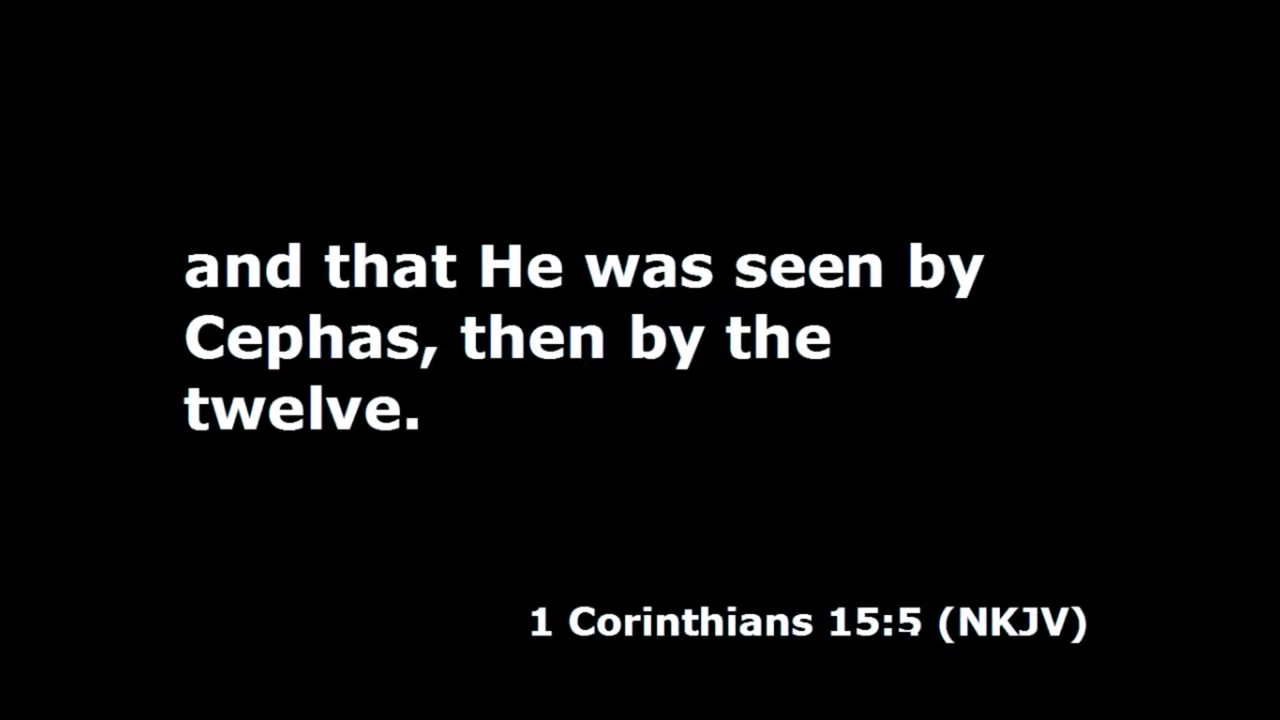 and that He was seen by
Cephas, then by the
twelve.
1 Corinthians 15:5 (NKJV)